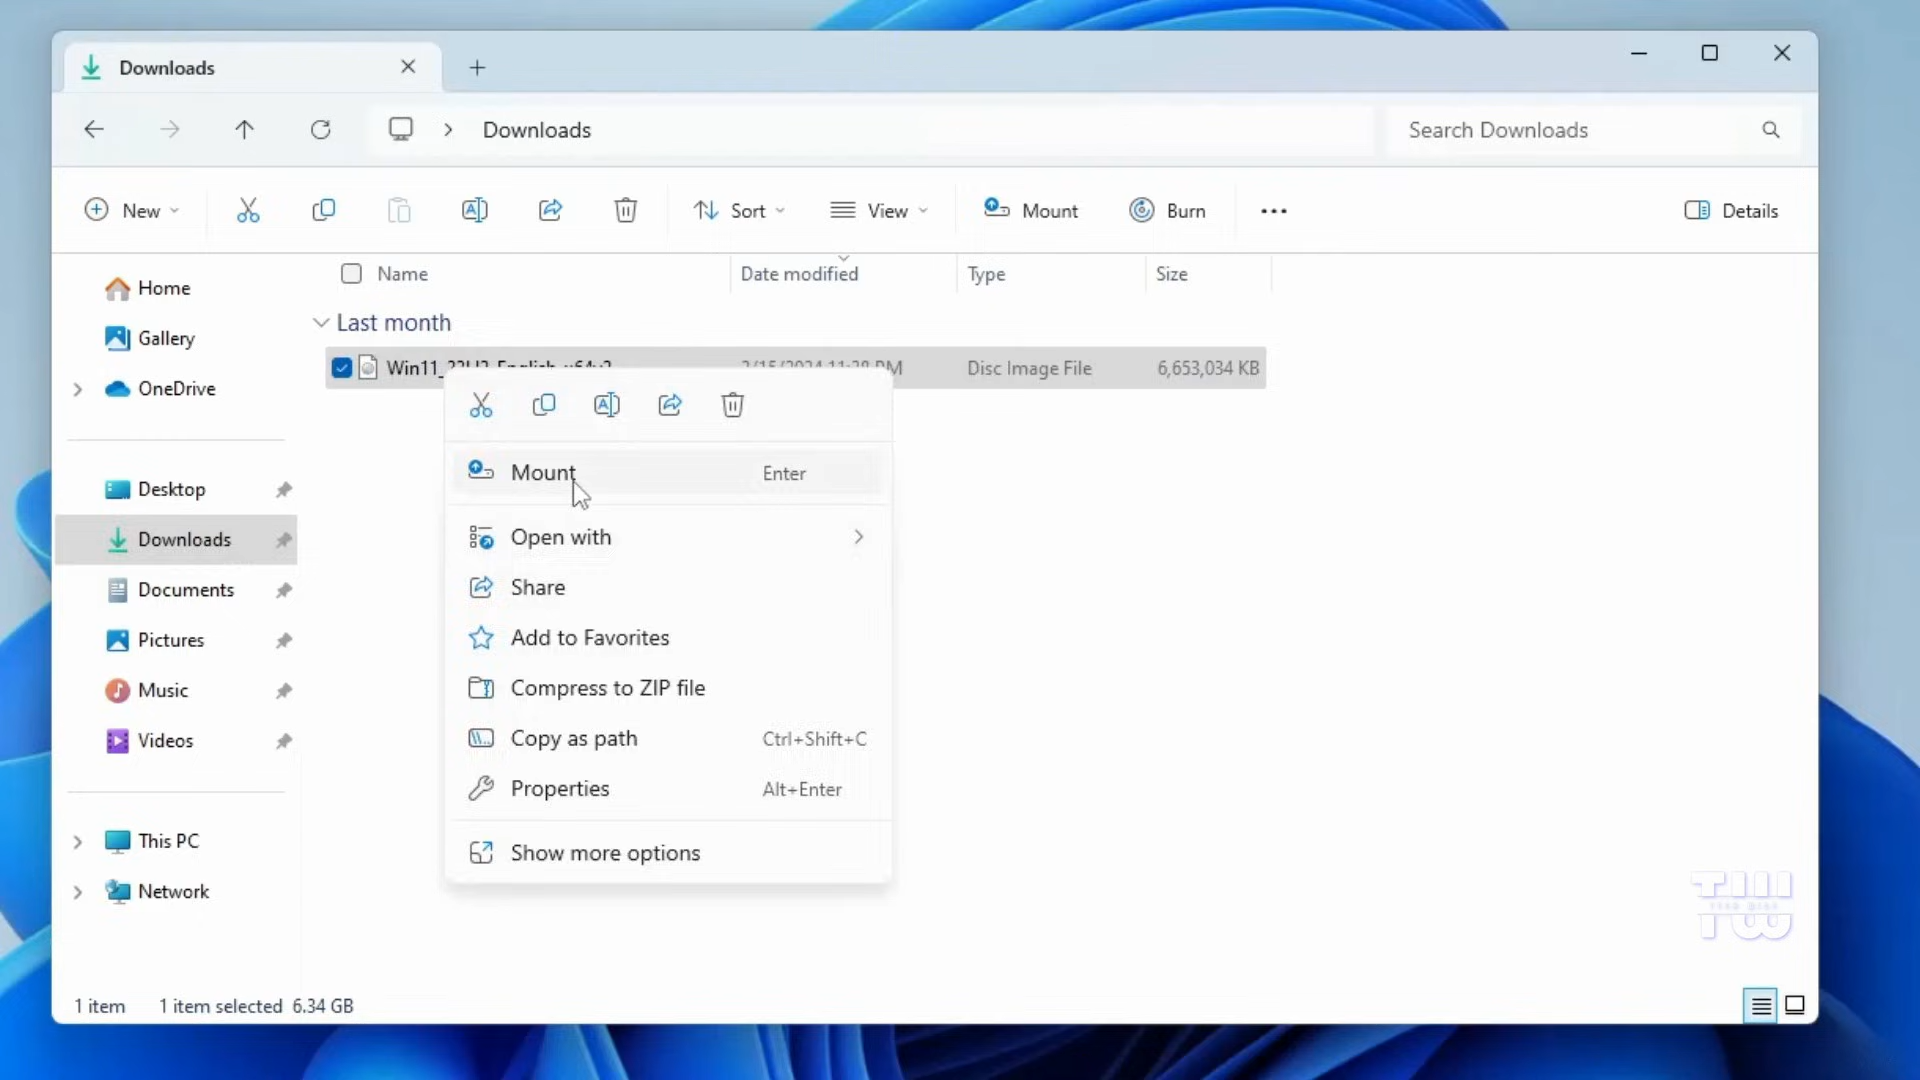 Downloads
Downloads
Search Downloads
New
Sort
View
Mount
Burn
Details
Name
Date modified
Type
Size
Last month
Disc Image File
6,653,034 KB
Home
Gallery
OneDrive
Desktop
Downloads
Documents
Pictures
Music
Videos
This PC
Network
Mount Enter
Open with
Share
Add to Favorites
Compress to ZIP file
Copy as path Ctrl+Shift+C
Properties Alt+Enter
Show more options
TW
1 item 1 item selected 6.34 GB